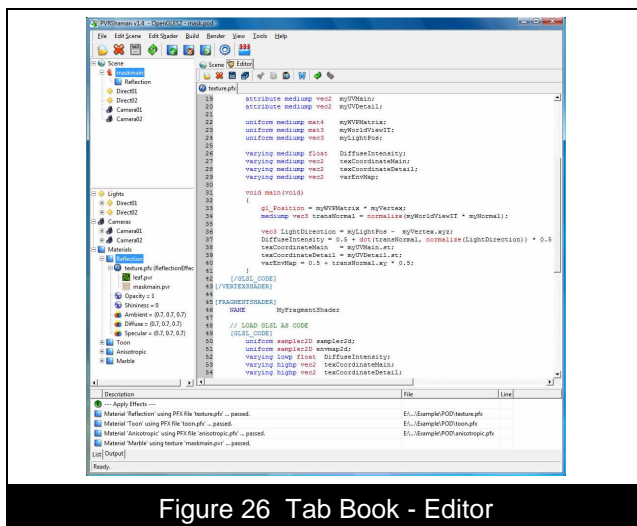 PVRShaman v1.4 - OpenGLES2 - mask.pod
File Edit Scene Edit Shader Build Render View Tools Help
Scene
maskmain
Reflection
Direct01
Direct02
Camera01
Camera02
Lights
Direct01
Direct02
Cameras
Camera01
Camera02
Materials
Reflection
texture.pfx (ReflectionEffec
leaf.pvr
maskmain.pvr
Opacity = 1
Shininess = 0
Ambient = (0.7, 0.7, 0.7)
Diffuse = (0.7, 0.7, 0.7)
Specular = (0.7, 0.7, 0.7)
Toon
Anisotropic
Marble
Scene Editor
texture.pfx
19 attribute mediump vec2 myUVMain;
20 attribute mediump vec2 myUVDetail;
21
22 uniform mediump mat4 myWVPMatrix;
23 uniform mediump mat3 myWorldViewIT;
24 uniform mediump vec3 myLightPos;
25
26 varying mediump float DiffuseIntensity;
27 varying mediump vec2 texCoordinateMain;
28 varying mediump vec2 texCoordinateDetail;
29 varying mediump vec2 varEnvMap;
30
31 void main(void)
32 {
33 gl_Position = myWVPMatrix * myVertex;
34 mediump vec3 transNormal = normalize(myWorldViewIT * myNormal);
35
36 vec3 LightDirection = myLightPos - myVertex.xyz;
37 DiffuseIntensity = 0.5 + dot(transNormal, normalize(LightDirection)) * 0.5
38 texCoordinateMain = myUVMain.st;
39 texCoordinateDetail = myUVDetail.st;
40 varEnvMap = 0.5 + transNormal.xy * 0.5;
41 }
42 [/GLSL_CODE]
43 [/VERTEXSHADER]
44
45 [FRAGMENTSHADER]
46 NAME MyFragmentShader
47
48 // LOAD GLSL AS CODE
49 [GLSL_CODE]
50 uniform sampler2D sampler2d;
51 uniform sampler2D envmap2d;
52 varying lowp float DiffuseIntensity;
53 varying highp vec2 texCoordinateMain;
54 varying highp vec2 texCoordinateDetail;
Description File Line
--- Apply Effects ---
Material 'Reflection' using PFX file 'texture.pfx' ... passed. E:\...\Example\POD\texture.pfx
Material 'Toon' using PFX file 'toon.pfx' ... passed. E:\...\Example\POD\toon.pfx
Material 'Anisotropic' using PFX file 'anisotropic.pfx' ... passed. E:\...\Example\POD\anisotropic.pfx
Material 'Marble' using texture 'maskmain.pvr' ... passed.
List Output
Ready.
Figure 26 Tab Book - Editor